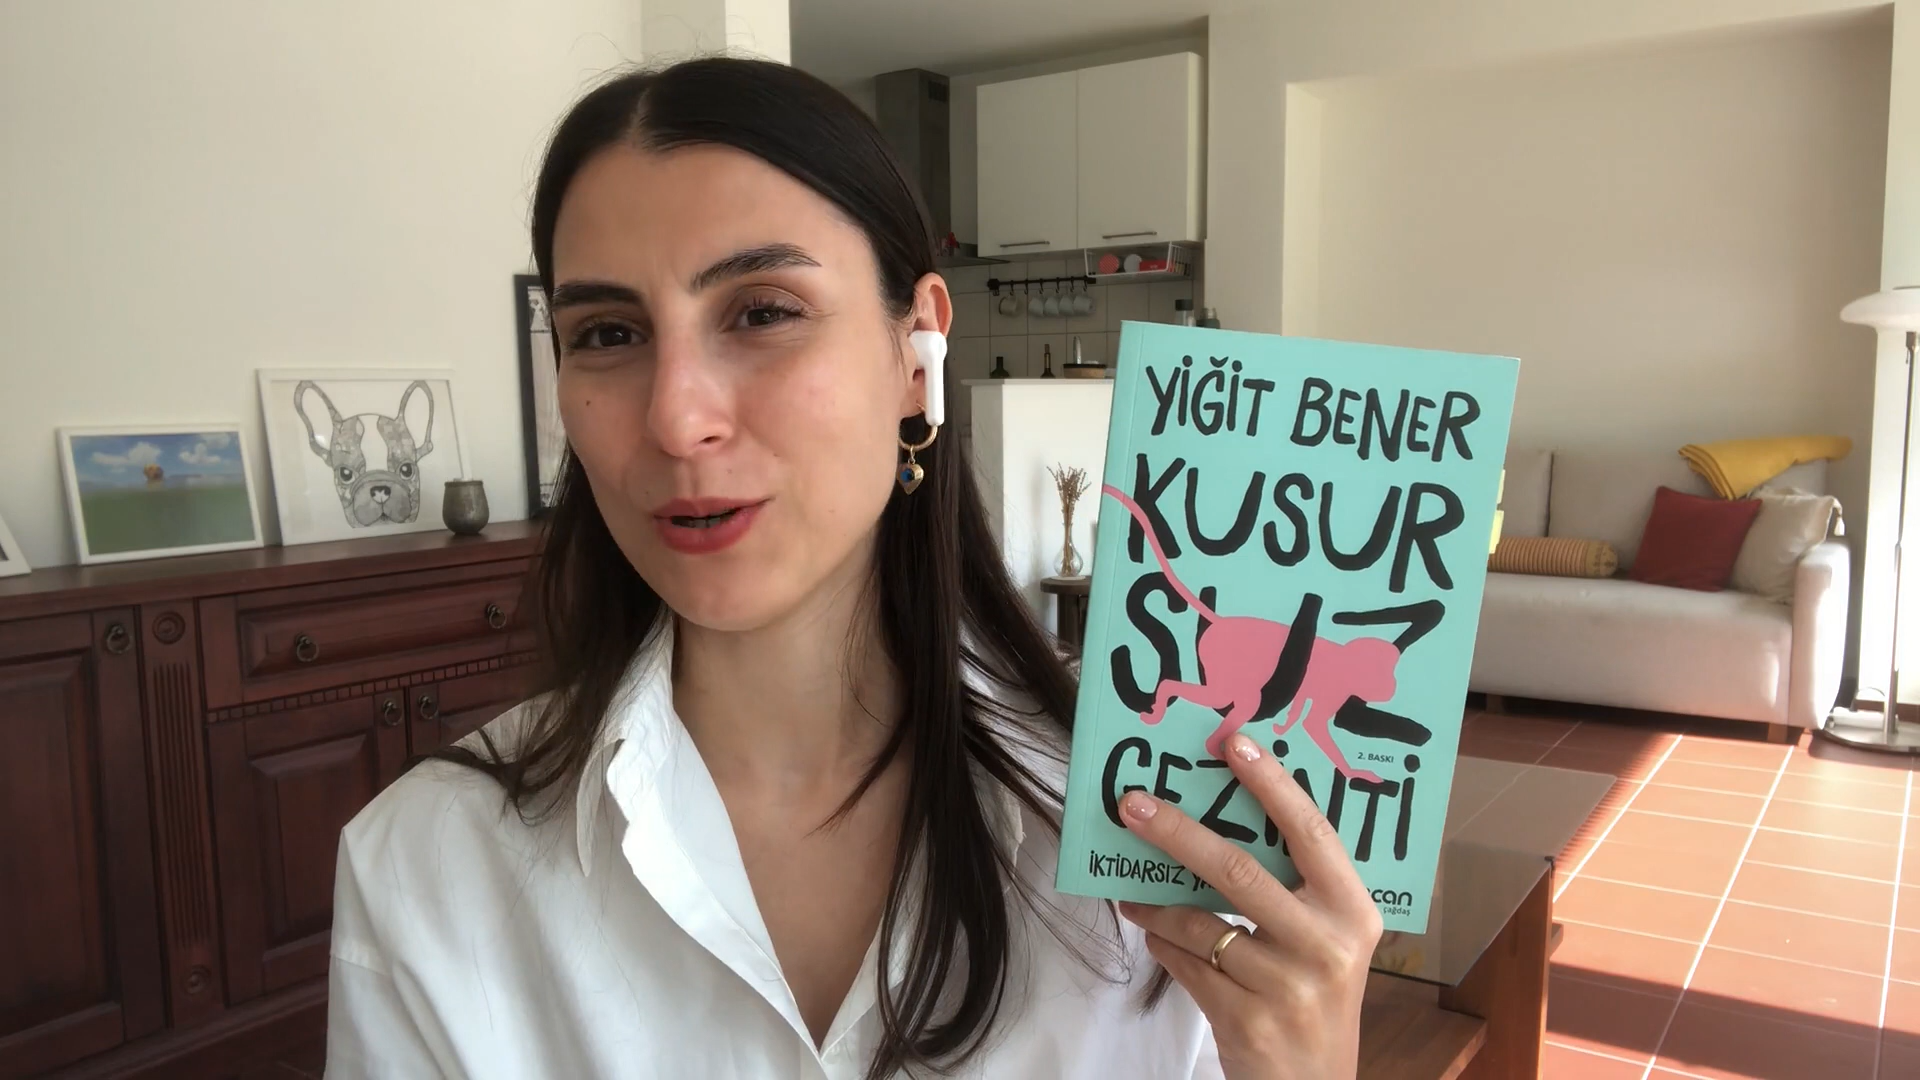 YİĞİT BENER
KUSUR
SUZ
GEZİNTİ
2. BASKI
İKTİDARSIZ
can
çağdaş